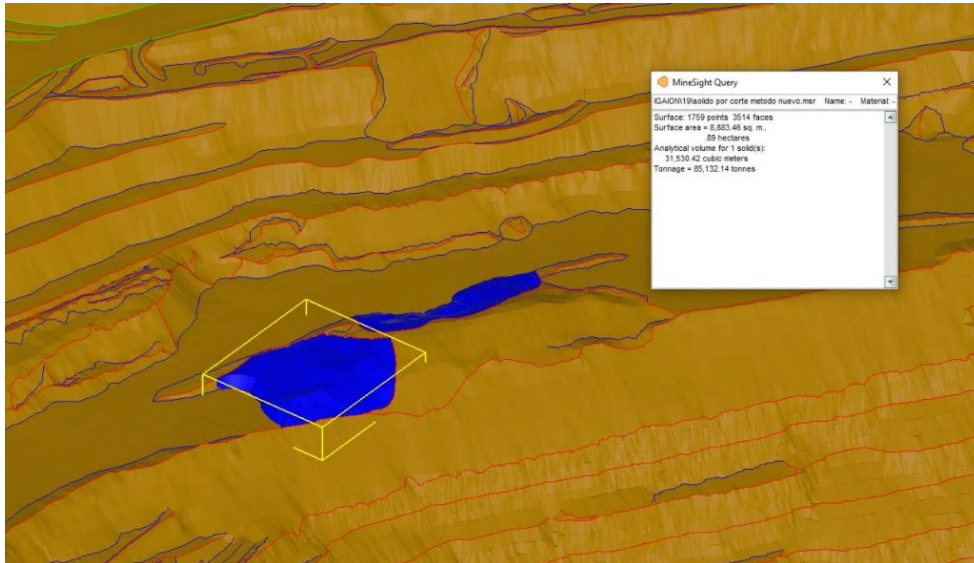 MineSight Query
IGAION\19\solido por corte metodo nuevo.msr Name: - Material: -
Surface: 1759 points 3514 faces
Surface area = 8,883.46 sq. m.,
.89 hectares
Analytical volume for 1 solid(s):
31,530.42 cubic meters
Tonnage = 85,132.14 tonnes